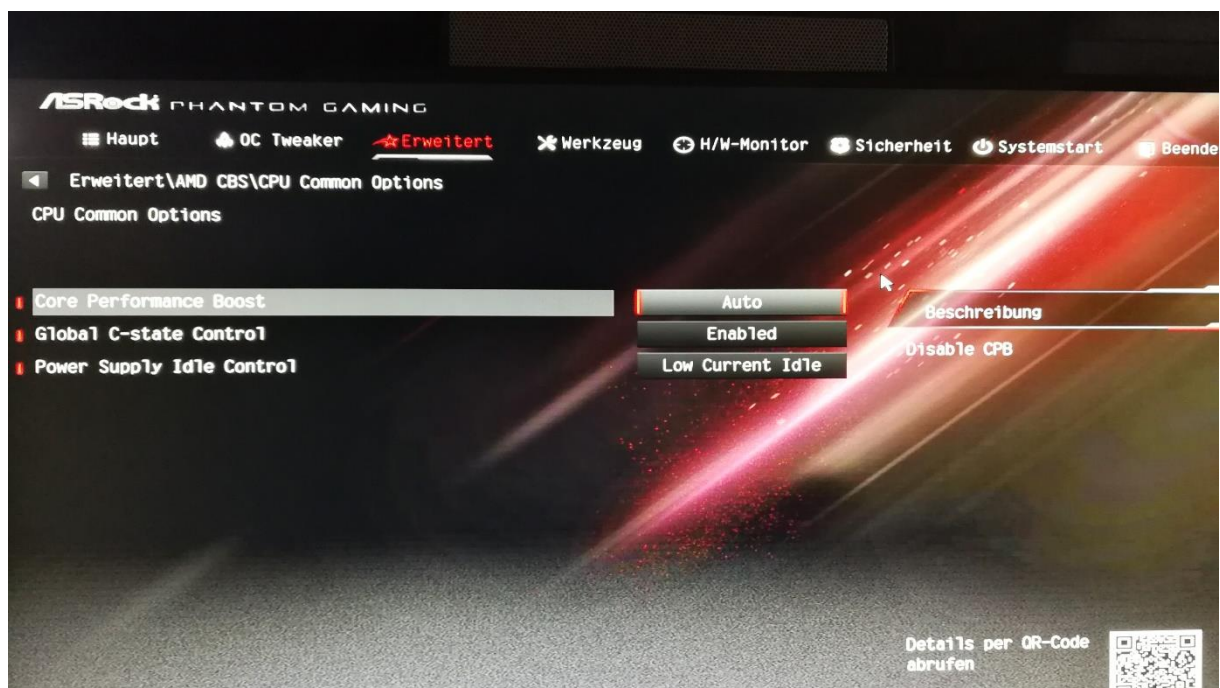 ASRock PHANTOM GAMING
Haupt OC Tweaker Erweitert Werkzeug H/W-Monitor Sicherheit Systemstart Beende
Erweitert\AMD CBS\CPU Common Options
CPU Common Options
Core Performance Boost Auto
Global C-state Control Enabled
Power Supply Idle Control Low Current Idle
Beschreibung
Disable CPB
Details per QR-Code
abrufen